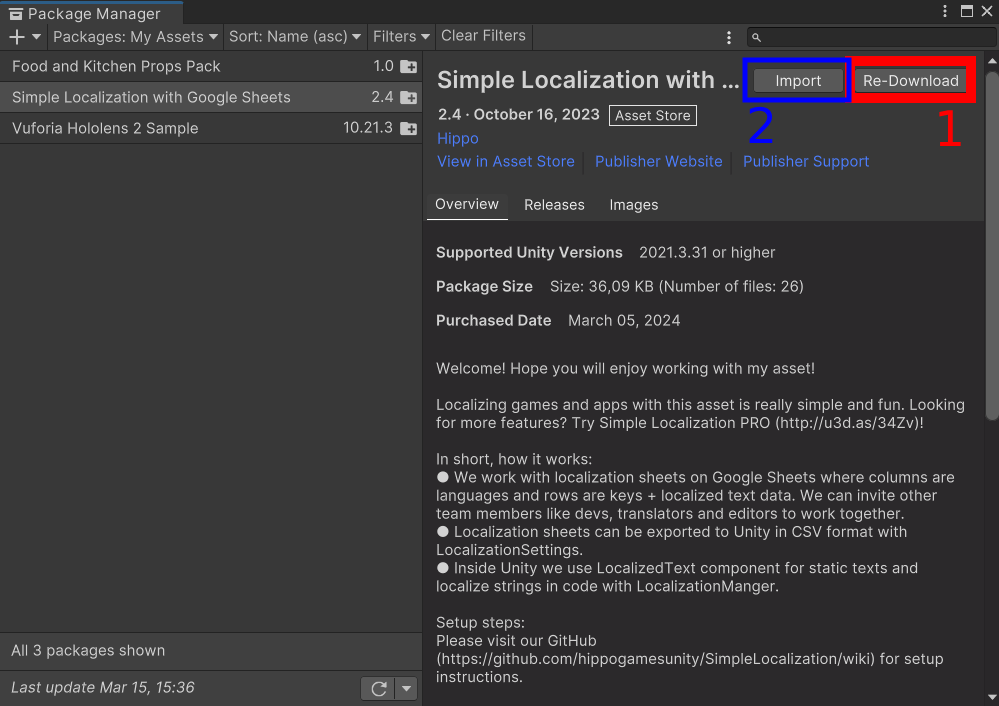 Package Manager
Packages: My Assets Sort: Name (asc) Filters Clear Filters
Food and Kitchen Props Pack 1.0
Simple Localization with Google Sheets 2.4
Vuforia Hololens 2 Sample 10.21.3
All 3 packages shown
Last update Mar 15, 15:36
Simple Localization with ... Import Re-Download
2 1
2.4 · October 16, 2023 Asset Store
Hippo
View in Asset Store Publisher Website Publisher Support
Overview Releases Images
Supported Unity Versions 2021.3.31 or higher
Package Size Size: 36,09 KB (Number of files: 26)
Purchased Date March 05, 2024
Welcome! Hope you will enjoy working with my asset!
Localizing games and apps with this asset is really simple and fun. Looking
for more features? Try Simple Localization PRO (http://u3d.as/34Zv)!
In short, how it works:
● We work with localization sheets on Google Sheets where columns are
languages and rows are keys + localized text data. We can invite other
team members like devs, translators and editors to work together.
● Localization sheets can be exported to Unity in CSV format with
LocalizationSettings.
● Inside Unity we use LocalizedText component for static texts and
localize strings in code with LocalizationManger.
Setup steps:
Please visit our GitHub
(https://github.com/hippogamesunity/SimpleLocalization/wiki) for setup
instructions.